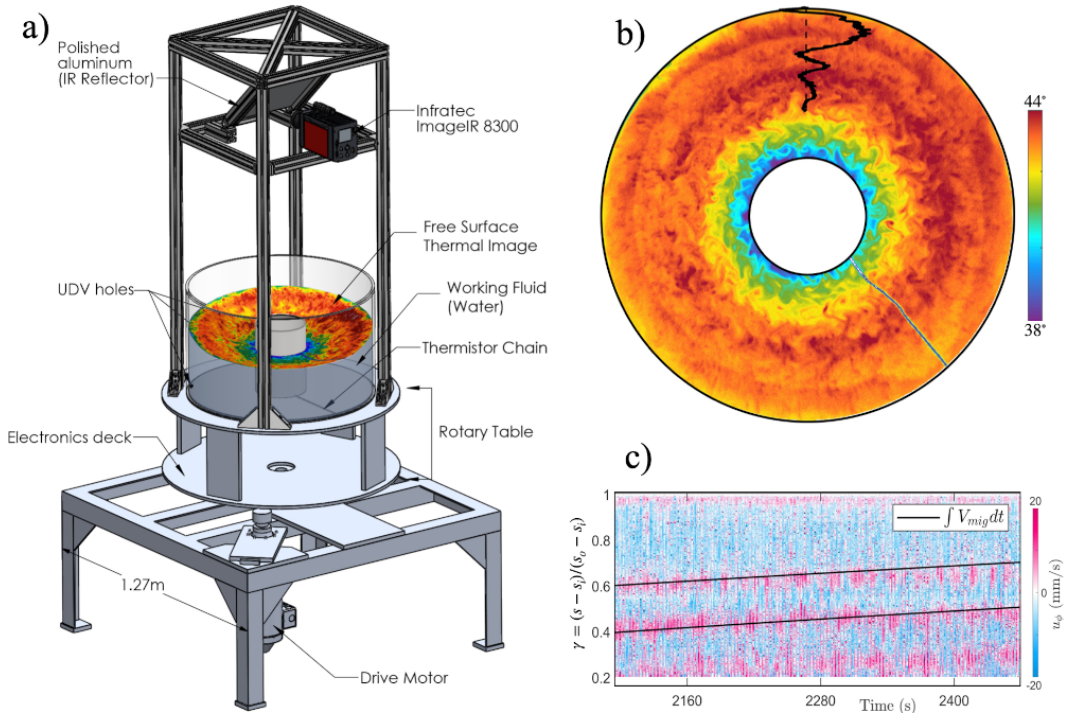 a)
Polished
aluminum
(IR Reflector)
Infratec
ImageIR 8300
Free Surface
Thermal Image
UDV holes
Working Fluid
(Water)
Thermistor Chain
Electronics deck
Rotary Table
1.27m
Drive Motor
b)
44°
38°
c)
∫ V_{mig}dt
γ = (s − s_i)/(s_o − s_i)
1
0.8
0.6
0.4
0.2
2160
2280
2400
Time (s)
20
0
-20
u_ϕ (mm/s)